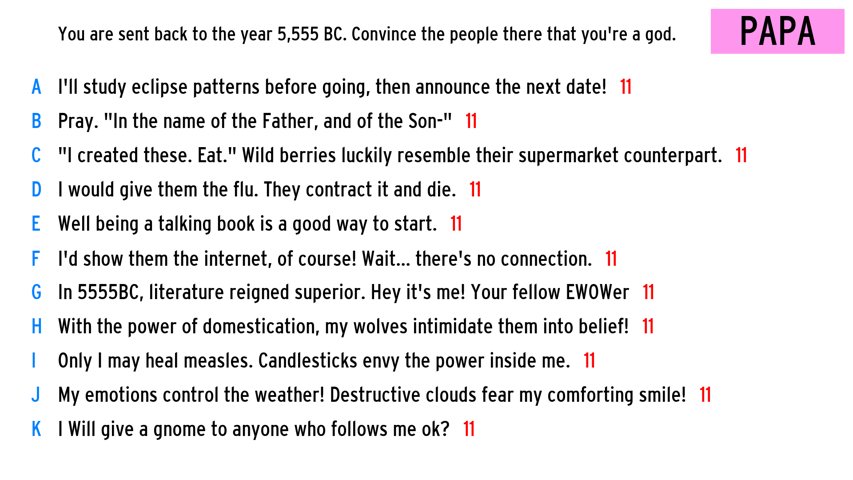 You are sent back to the year 5,555 BC. Convince the people there that you're a god.
PAPA
A I'll study eclipse patterns before going, then announce the next date! 11
B Pray. "In the name of the Father, and of the Son-" 11
C "I created these. Eat." Wild berries luckily resemble their supermarket counterpart. 11
D I would give them the flu. They contract it and die. 11
E Well being a talking book is a good way to start. 11
F I'd show them the internet, of course! Wait... there's no connection. 11
G In 5555BC, literature reigned superior. Hey it's me! Your fellow EWOWer 11
H With the power of domestication, my wolves intimidate them into belief! 11
I Only I may heal measles. Candlesticks envy the power inside me. 11
J My emotions control the weather! Destructive clouds fear my comforting smile! 11
K I Will give a gnome to anyone who follows me ok? 11